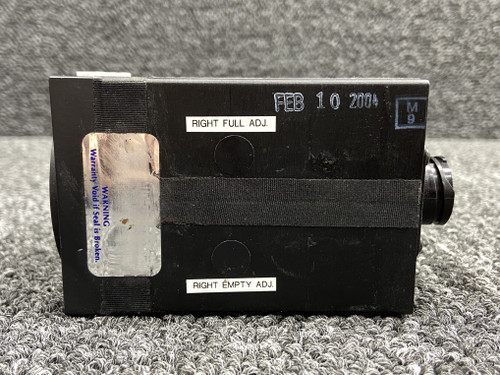 FEB 10 2004
M
9
RIGHT FULL ADJ.
WARNING
Warranty Void if Seal is Broken.
RIGHT EMPTY ADJ.